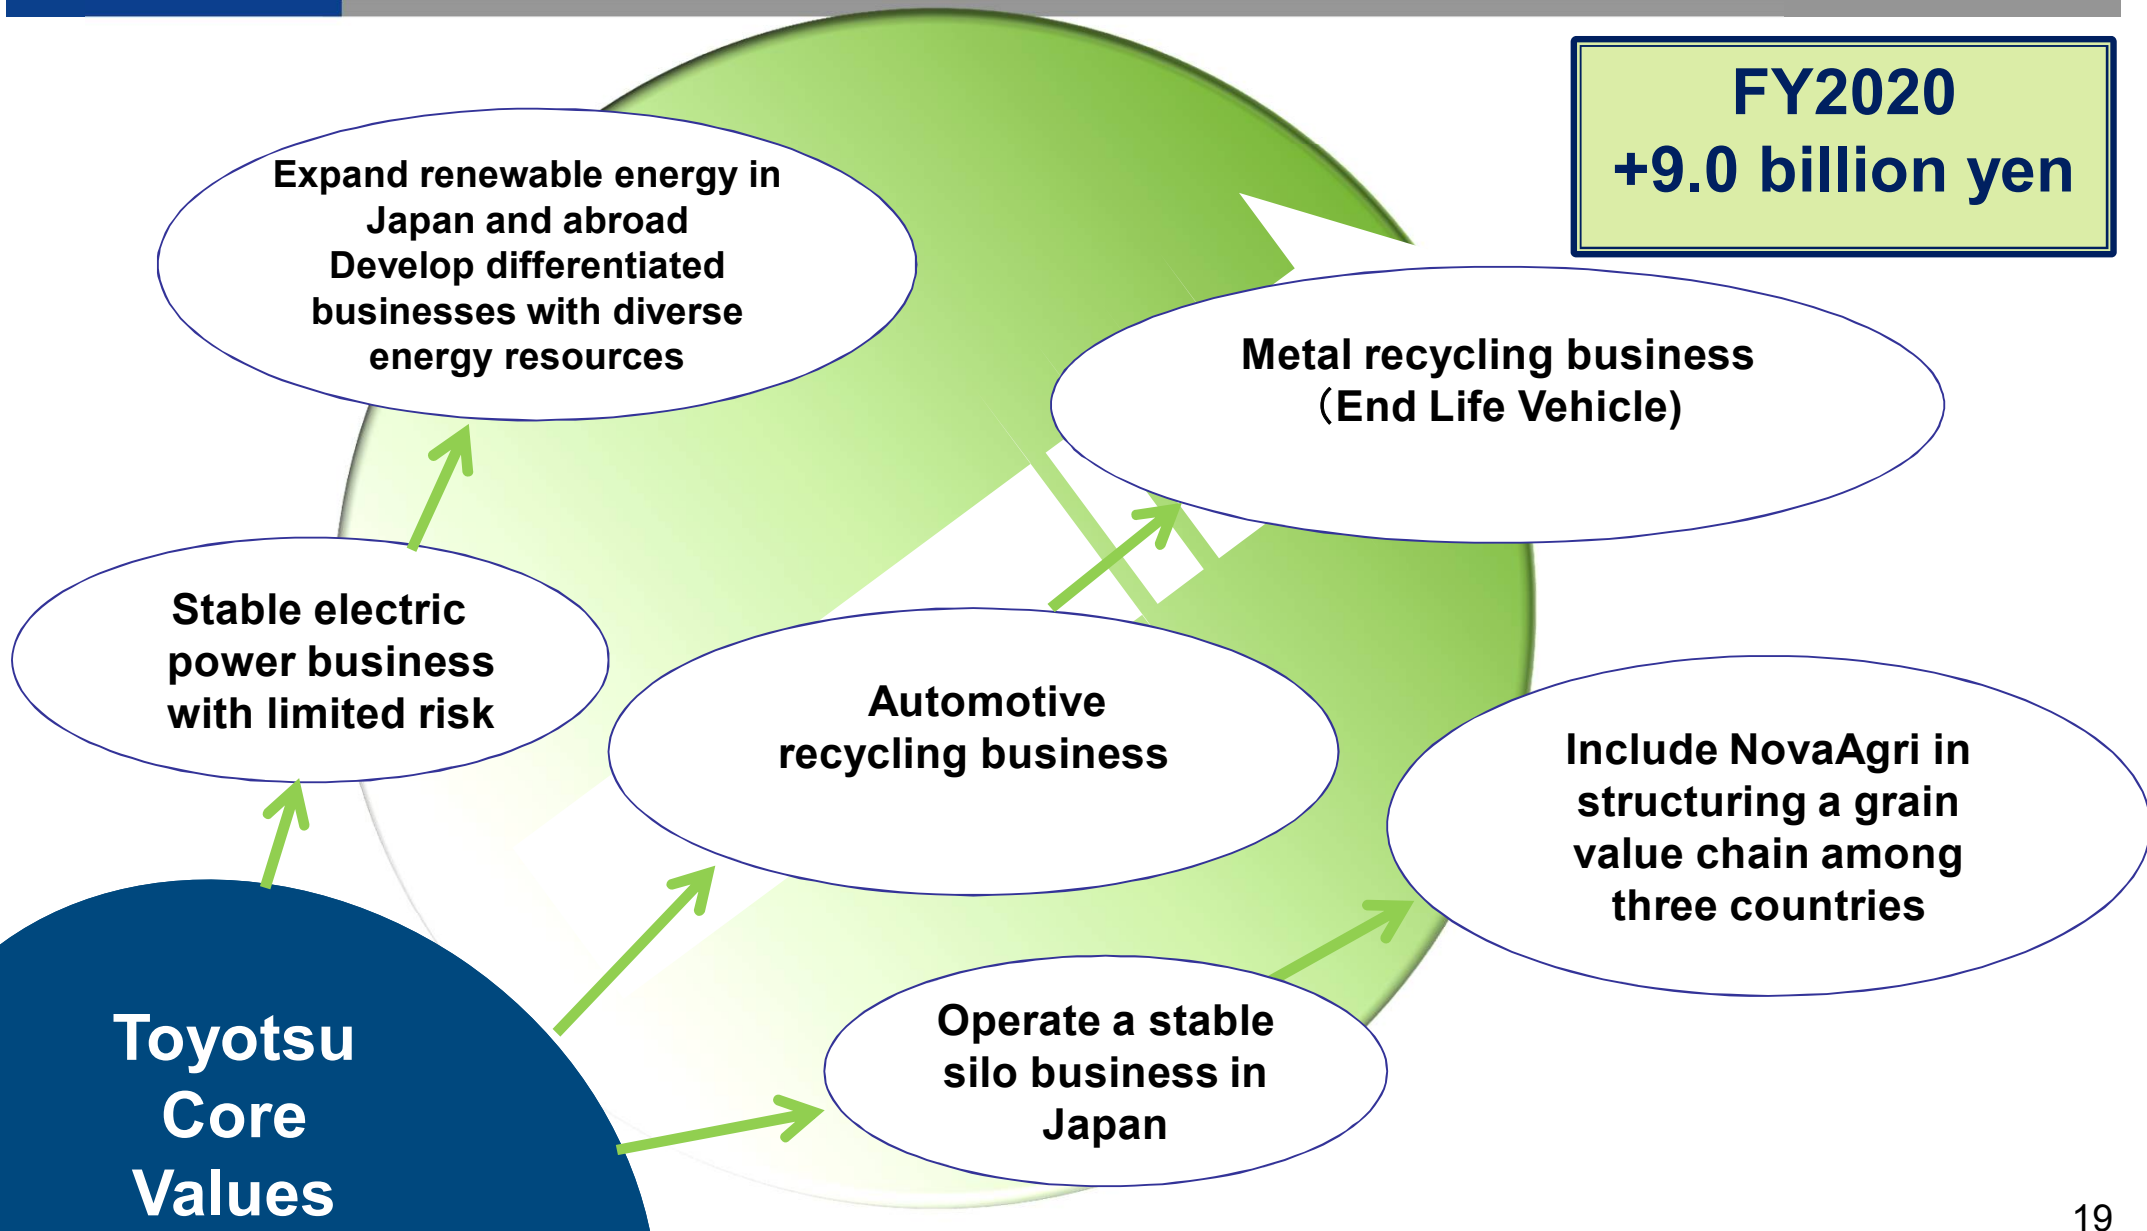 FY2020
+9.0 billion yen
Expand renewable energy in
Japan and abroad
Develop differentiated
businesses with diverse
energy resources
Metal recycling business
（End Life Vehicle)
Stable electric
power business
with limited risk
Automotive
recycling business
Include NovaAgri in
structuring a grain
value chain among
three countries
Operate a stable
silo business in
Japan
Toyotsu
Core
Values
19